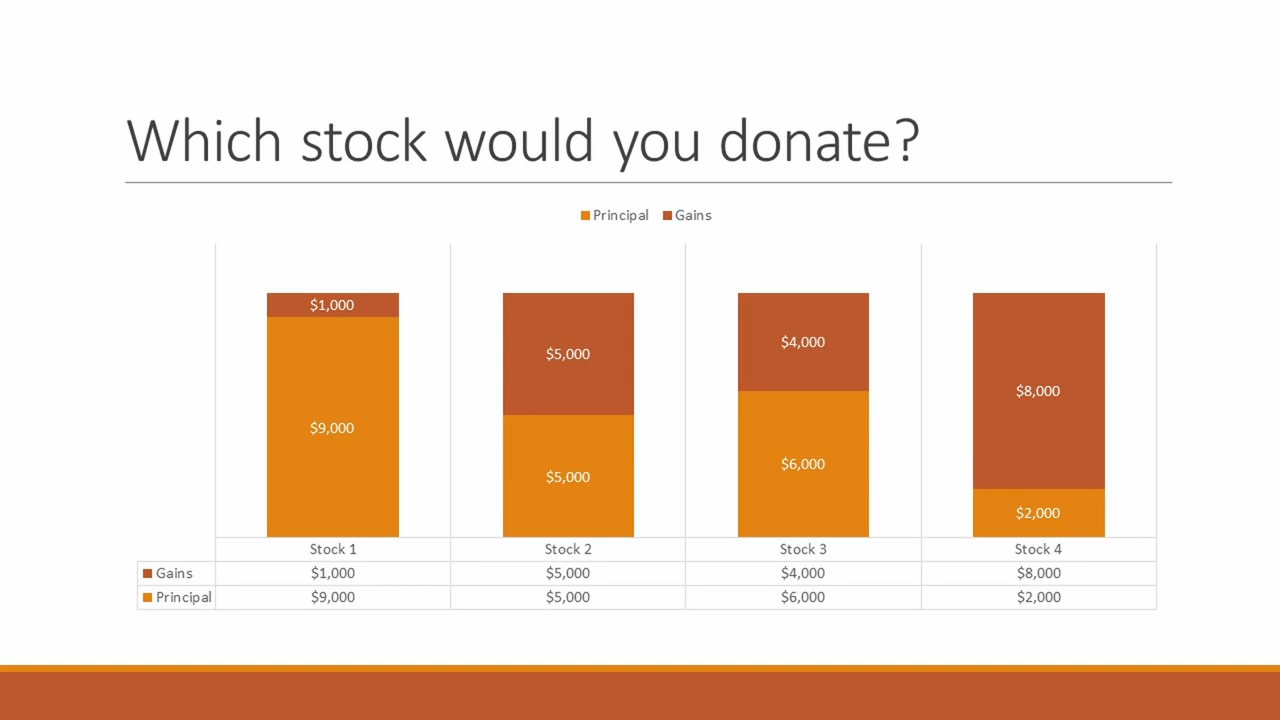 Which stock would you donate?
Principal Gains
$1,000 $5,000 $4,000 $8,000
$9,000 $5,000 $6,000 $2,000
Stock 1 Stock 2 Stock 3 Stock 4
Gains $1,000 $5,000 $4,000 $8,000
Principal $9,000 $5,000 $6,000 $2,000